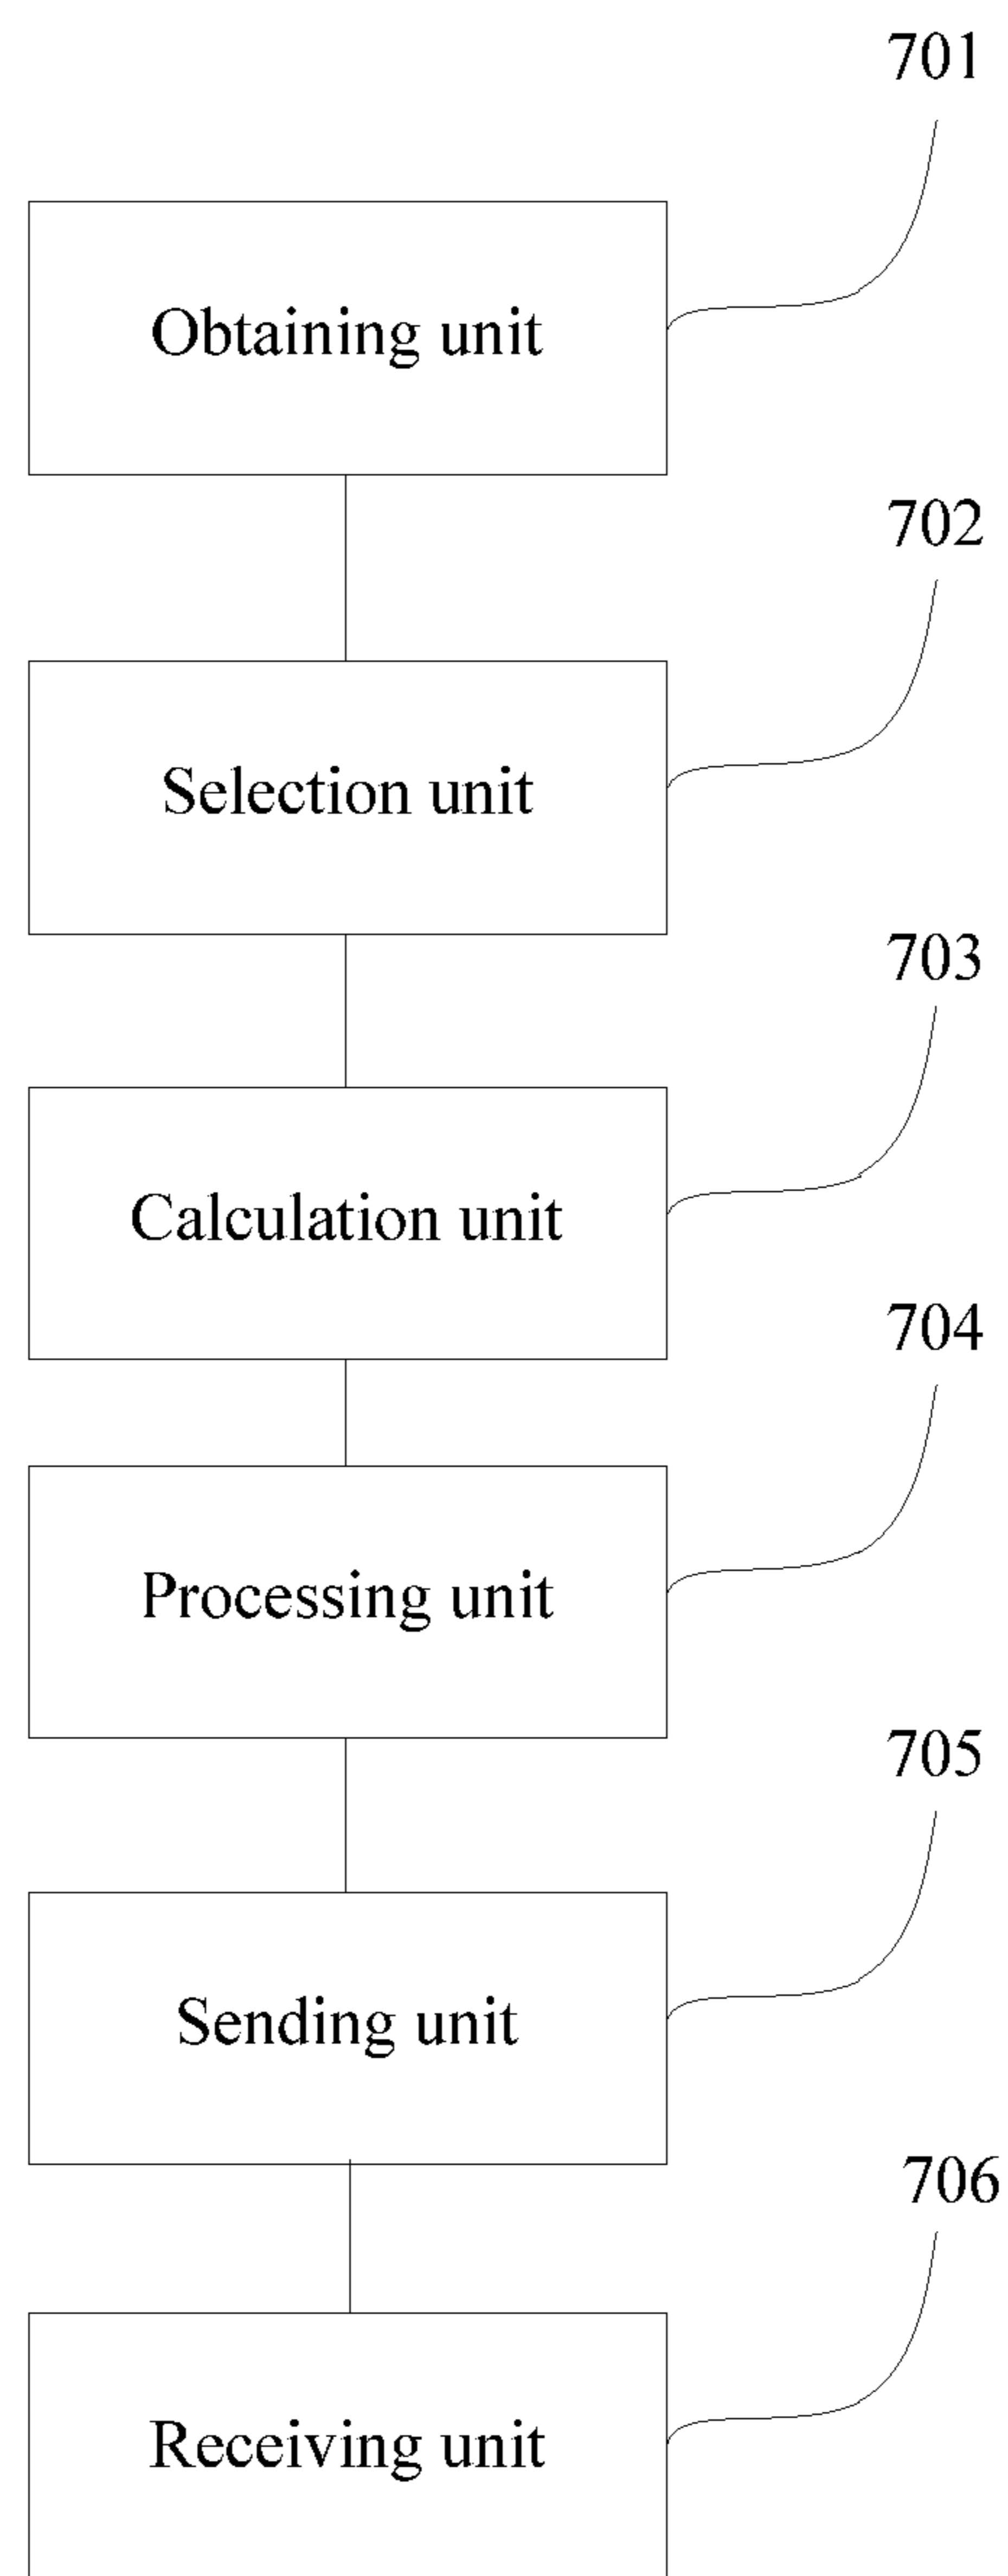 701
Obtaining unit
702
Selection unit
703
Calculation unit
704
Processing unit
705
Sending unit
706
Receiving unit